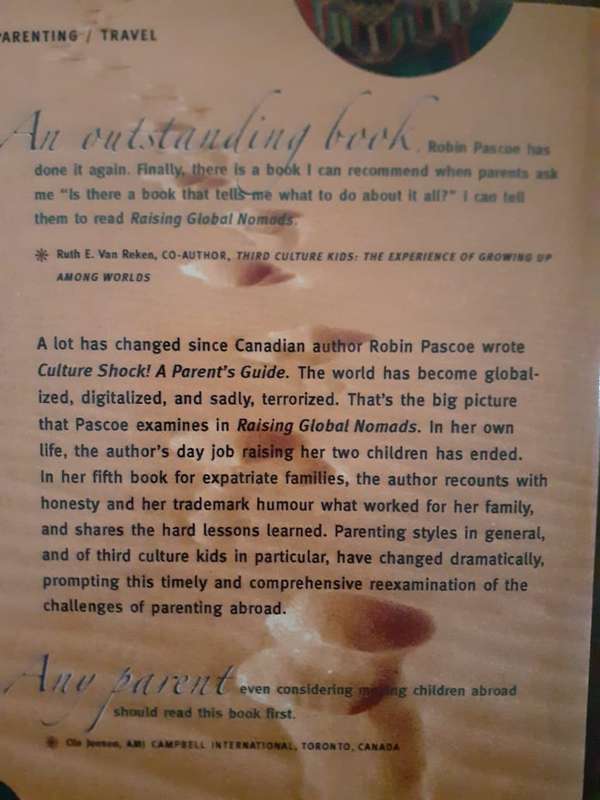 PARENTING / TRAVEL
An outstanding book. Robin Pascoe has
done it again. Finally, there is a book I can recommend when parents ask
me "Is there a book that tells me what to do about it all?" I can tell
them to read Raising Global Nomads.
Ruth E. Van Reken, CO-AUTHOR, THIRD CULTURE KIDS: THE EXPERIENCE OF GROWING UP
AMONG WORLDS
A lot has changed since Canadian author Robin Pascoe wrote
Culture Shock! A Parent's Guide. The world has become global-
ized, digitalized, and sadly, terrorized. That's the big picture
that Pascoe examines in Raising Global Nomads. In her own
life, the author's day job raising her two children has ended.
In her fifth book for expatriate families, the author recounts with
honesty and her trademark humour what worked for her family,
and shares the hard lessons learned. Parenting styles in general,
and of third culture kids in particular, have changed dramatically,
prompting this timely and comprehensive reexamination of the
challenges of parenting abroad.
Any parent even considering moving children abroad
should read this book first.
Ole Jensen, AMJ CAMPBELL INTERNATIONAL, TORONTO, CANADA